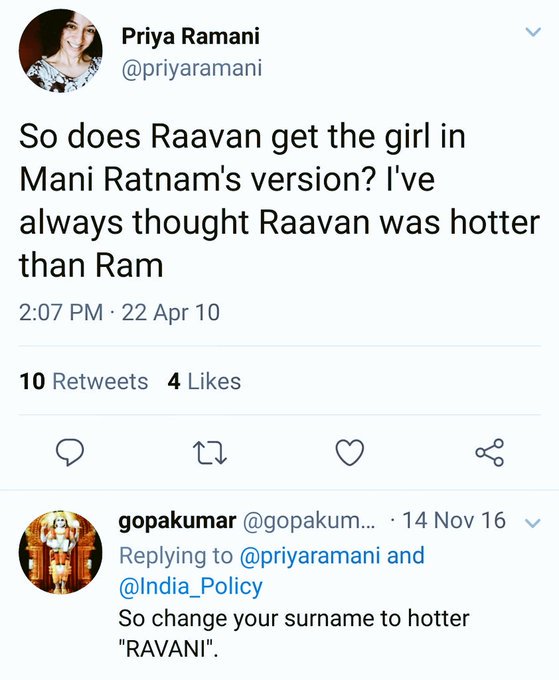 Priya Ramani
@priyaramani
So does Raavan get the girl in
Mani Ratnam's version? I've
always thought Raavan was hotter
than Ram
2:07 PM · 22 Apr 10
10 Retweets 4 Likes
gopakumar @gopakum... · 14 Nov 16
Replying to @priyaramani and
@India_Policy
So change your surname to hotter
"RAVANI".